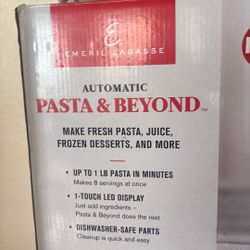 E
EMERIL LAGASSE
AUTOMATIC
PASTA & BEYOND™
MAKE FRESH PASTA, JUICE,
FROZEN DESSERTS, AND MORE
• UP TO 1 LB PASTA IN MINUTES
Makes 8 servings at once
• 1-TOUCH LED DISPLAY
Just add ingredients –
Pasta & Beyond does the rest
• DISHWASHER-SAFE PARTS
Cleanup is quick and easy